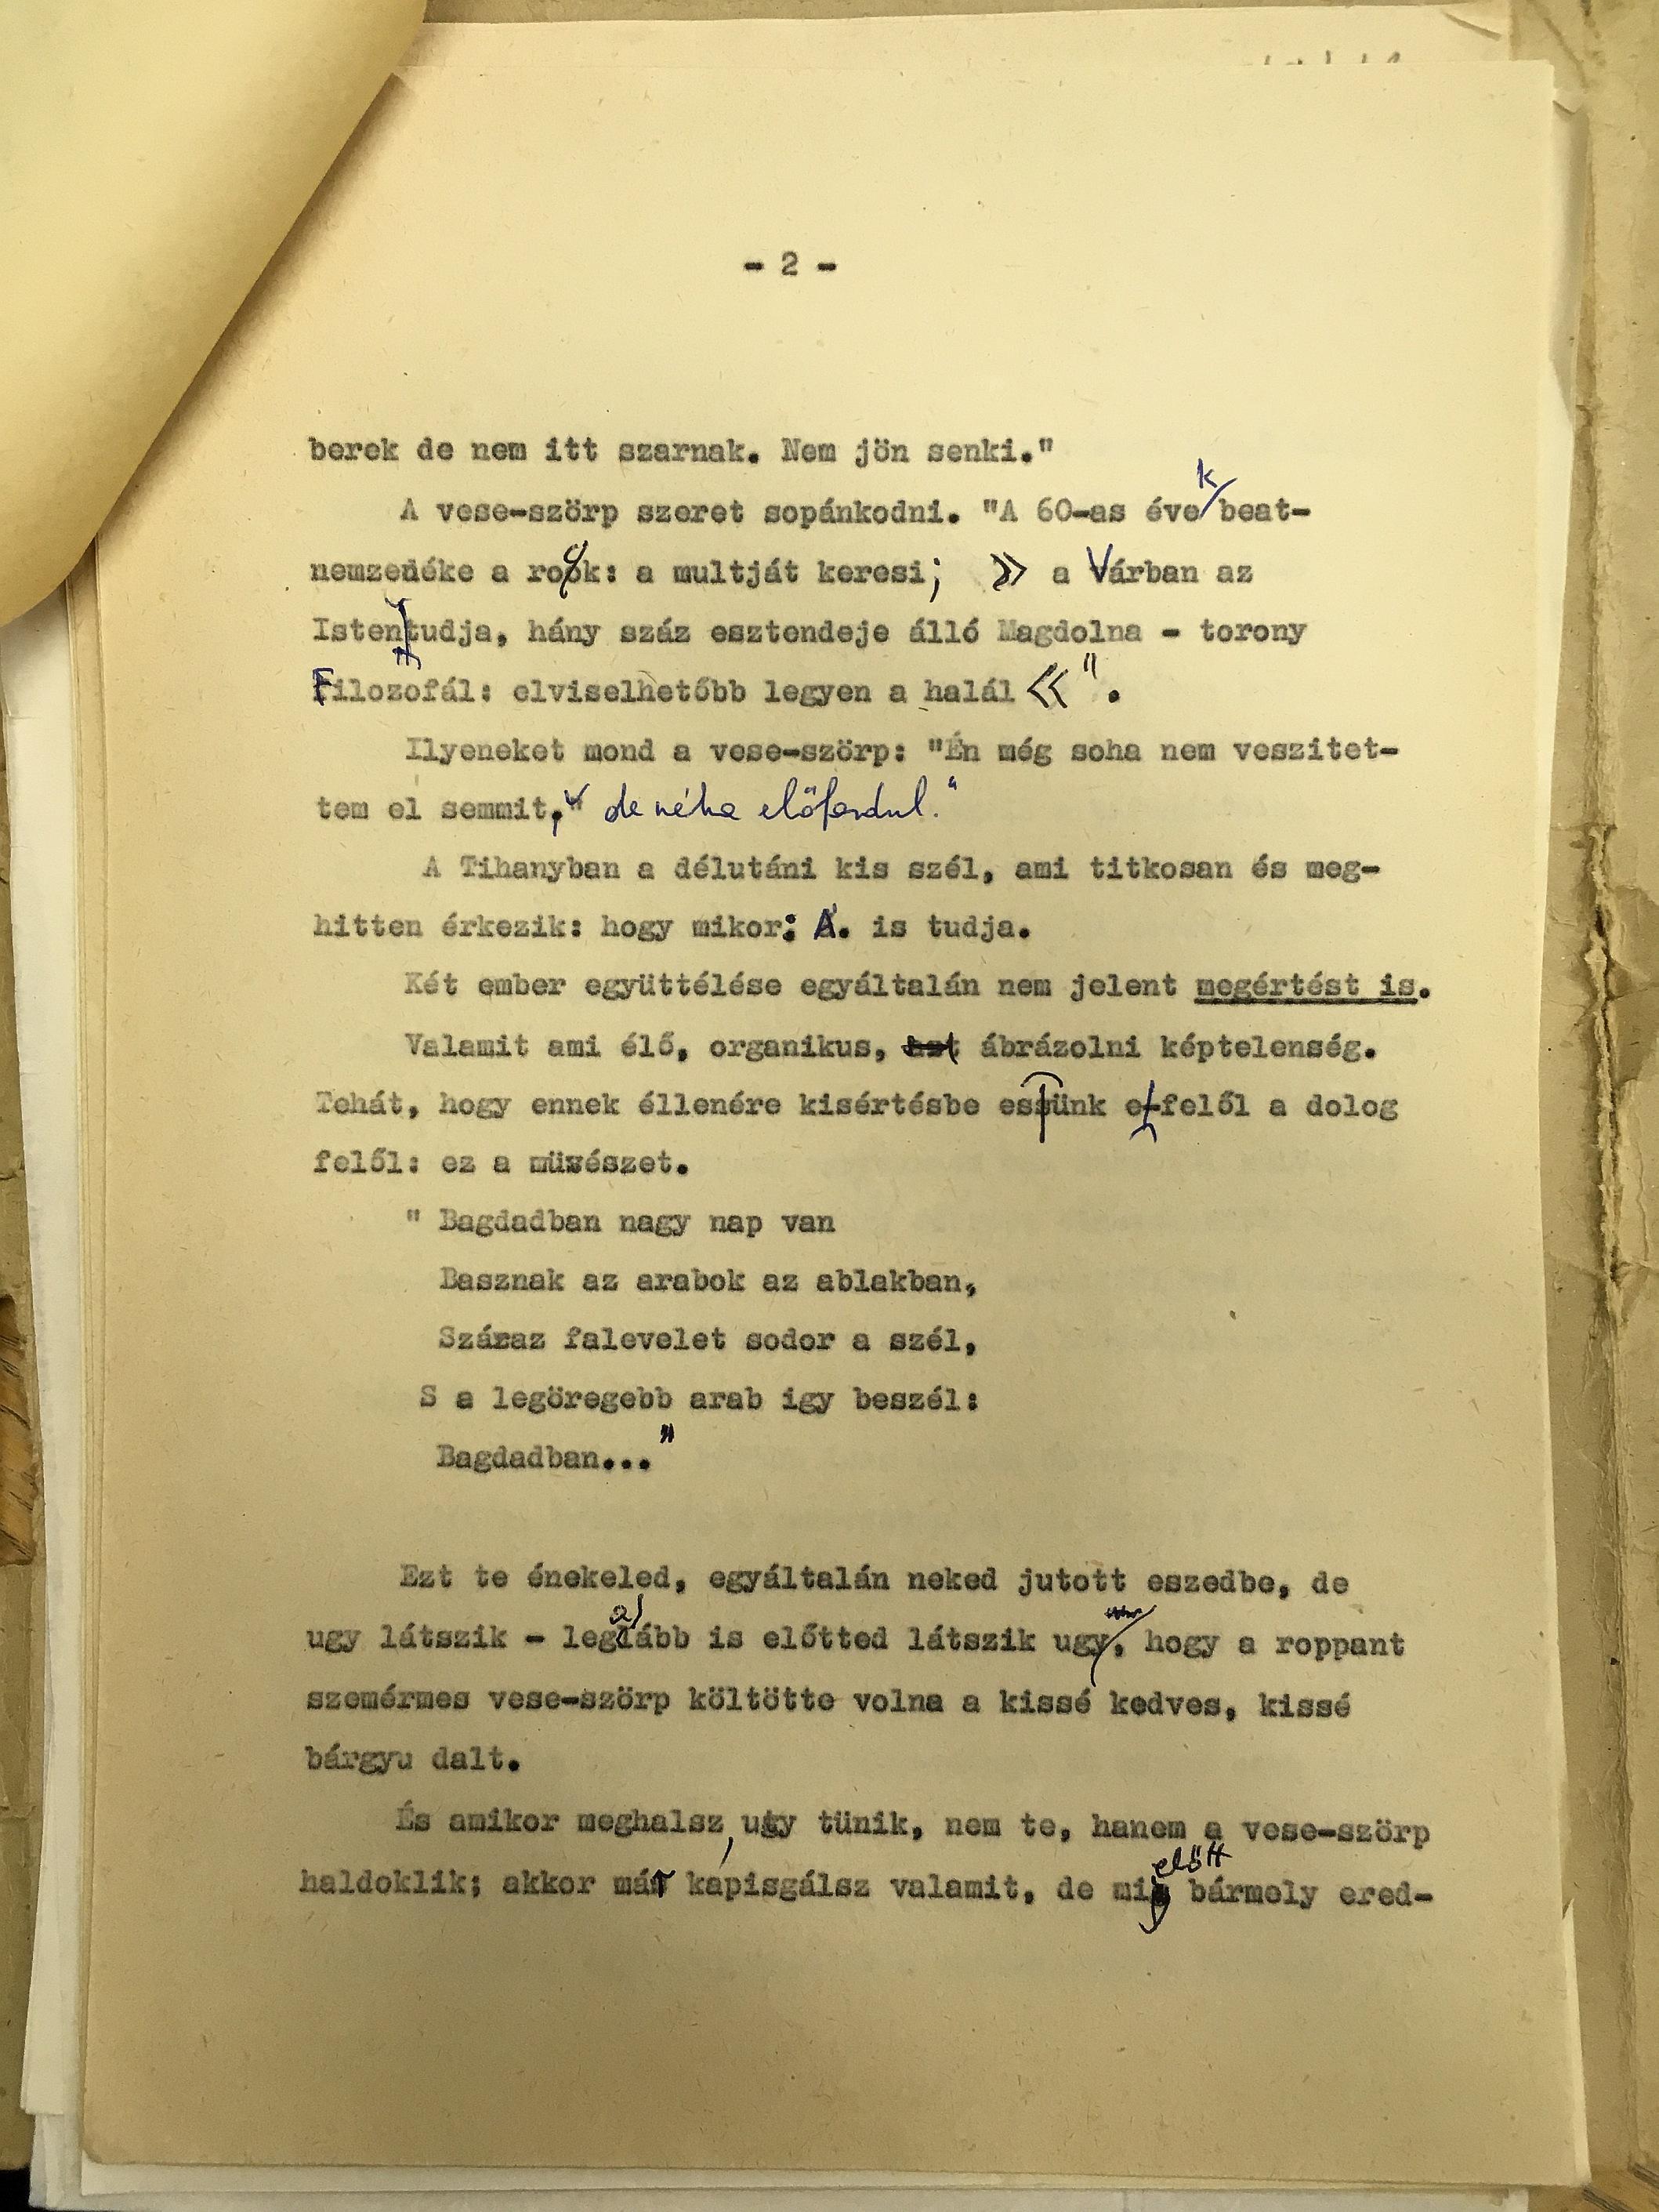 - 2 -
berek de nem itt szarnak. Nem jön senki."
A vese-szörp szeret sopánkodni. "A 60-as évek beat-
nemzedéke a rock: a multját keresi; » a Várban az
Isten tudja, hány száz esztendeje álló Magdolna - torony
Filozofál: elviselhetőbb legyen a halál «".
Ilyeneket mond a vese-szörp: "Én még soha nem veszitet-
tem el semmit, de néha előfordul."
A Tihanyban a délutáni kis szél, ami titkosan és meg-
hitten érkezik: hogy mikor; Á. is tudja.
Két ember együttélése egyáltalán nem jelent megértést is.
Valamit ami élő, organikus, ábrázolni képtelenség.
Tehát, hogy ennek éllenére kisértésbe esünk e felől a dolog
felől: ez a müvészet.
" Bagdadban nagy nap van
Basznak az arabok az ablakban,
Száraz falevelet sodor a szél,
S a legöregebb arab igy beszél:
Bagdadban..."
Ezt te énekeled, egyáltalán neked jutott eszedbe, de
ugy látszik - legalább is előtted látszik ugy, hogy a roppant
szemérmes vese-szörp költötte volna a kissé kedves, kissé
bárgyu dalt.
És amikor meghalsz, ugy tünik, nem te, hanem a vese-szörp
haldoklik; akkor már kapisgálsz valamit, de mielőtt bármely ered-